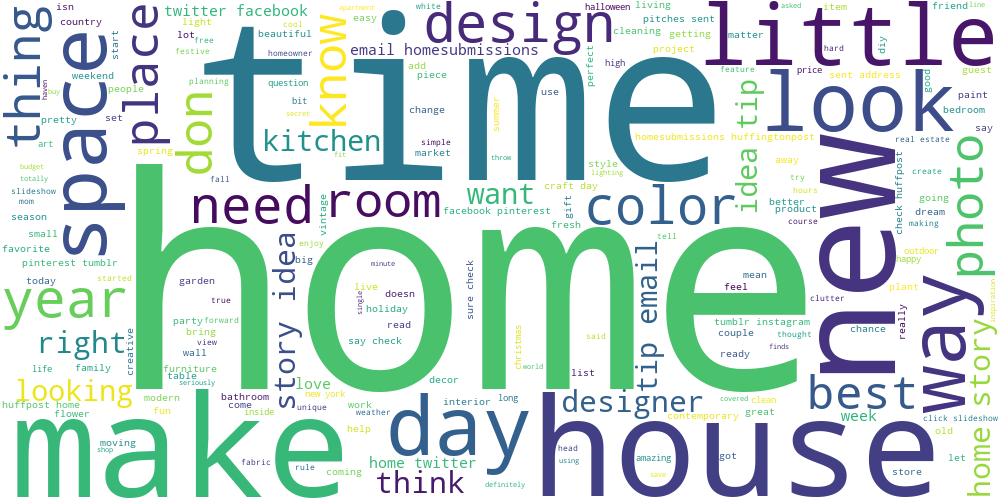 home
time
house
new
make
little
day
look
space
design
way
year
need
room
color
photo
best
place
thing
know
don
right
looking
kitchen
want
think
designer
story idea
tip email
idea tip
home story
love
home twitter
email homesubmissions
twitter facebook
isn
country
lot
light
free
festive
cool
beautiful
homeowner
easy
white
apartment
halloween
living
cleaning
pitches sent
getting
matter
asked
item
hard
diy
friend
line
start
weekend
people
pretty
set
art
planning
question
bit
secret
add
piece
change
use
perfect
high
project
feature
price
sent address
guest
good
paint
bedroom
say
haven
buy
budget
totally
slideshow
mom
season
small
favorite
pinterest tumblr
today
started
spring
fall
fit
simple
market
summer
throw
lighting
style
craft day
gift
fresh
facebook pinterest
vintage
homesubmissions huffingtonpost
away
try
hours
better
product
course
real estate
check huffpost
create
going
dream
making
outdoor
happy
plant
clutter
mean
feel
tell
enjoy
big
garden
true
party
forward
bring
view
wall
creative
furniture
family
life
table
seriously
minute
single
live
doesn
holiday
read
say check
sure check
tumblr instagram
couple
thought
ready
finds
chance
really
inspiration
christmas
said
world
list
decor
huffpost home
modern
flower
fun
bathroom
come
inside
new york
unique
work
weather
help
interior
long
contemporary
covered
clean
great
week
click slideshow
old
let
store
got
amazing
save
head
using
definitely
coming
rule
fabric
moving
shop